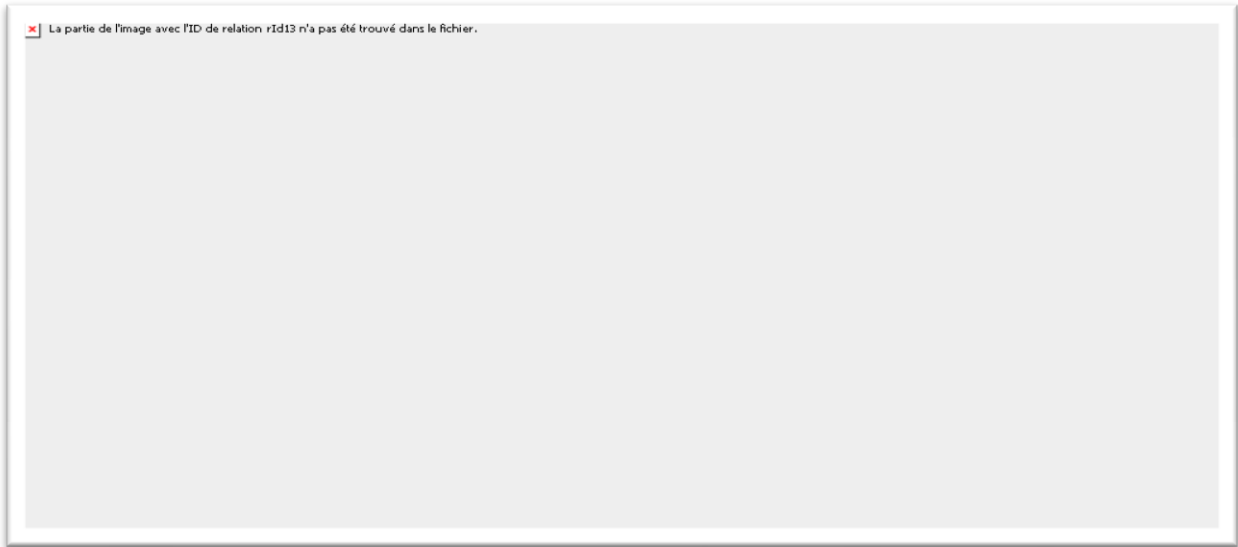 La partie de l'image avec l'ID de relation rId13 n'a pas été trouvé dans le fichier.